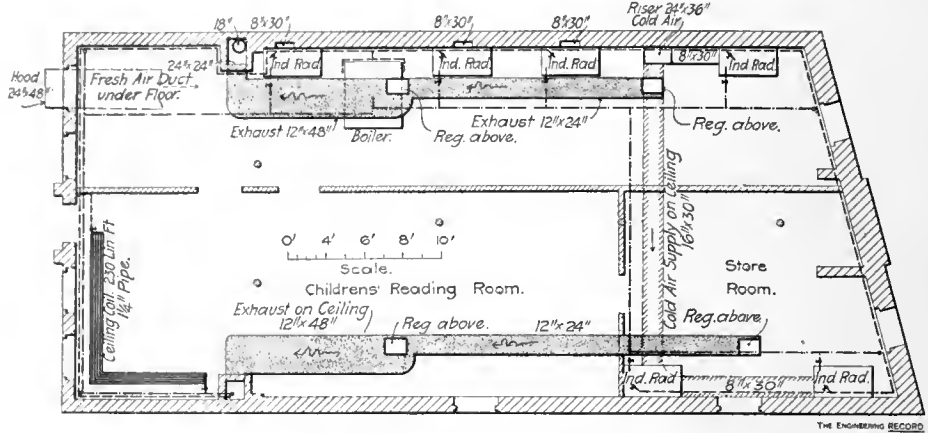 18"
8"x30"
8"x30"
8"x30"
Riser 24"x36"
Cold Air
Hood
24"x48"
Fresh Air Duct
under Floor.
24"x24"
Ind. Rad.
Ind. Rad.
Ind. Rad.
8"x30"
Ind. Rad.
Exhaust 12"x48"
Boiler.
Reg. above.
Exhaust 12"x24"
Reg. above.
Ceiling Coil 230 Lin Ft
1¼" Pipe.
0' 4' 6' 8' 10'
Scale.
Childrens' Reading Room.
Cold Air Supply on Ceiling
16"x30"
Store
Room.
Exhaust on Ceiling
12"x48"
Reg above.
12"x24"
Reg. above
Ind. Rad
8"x30"
Ind. Rad.
THE ENGINEERING RECORD